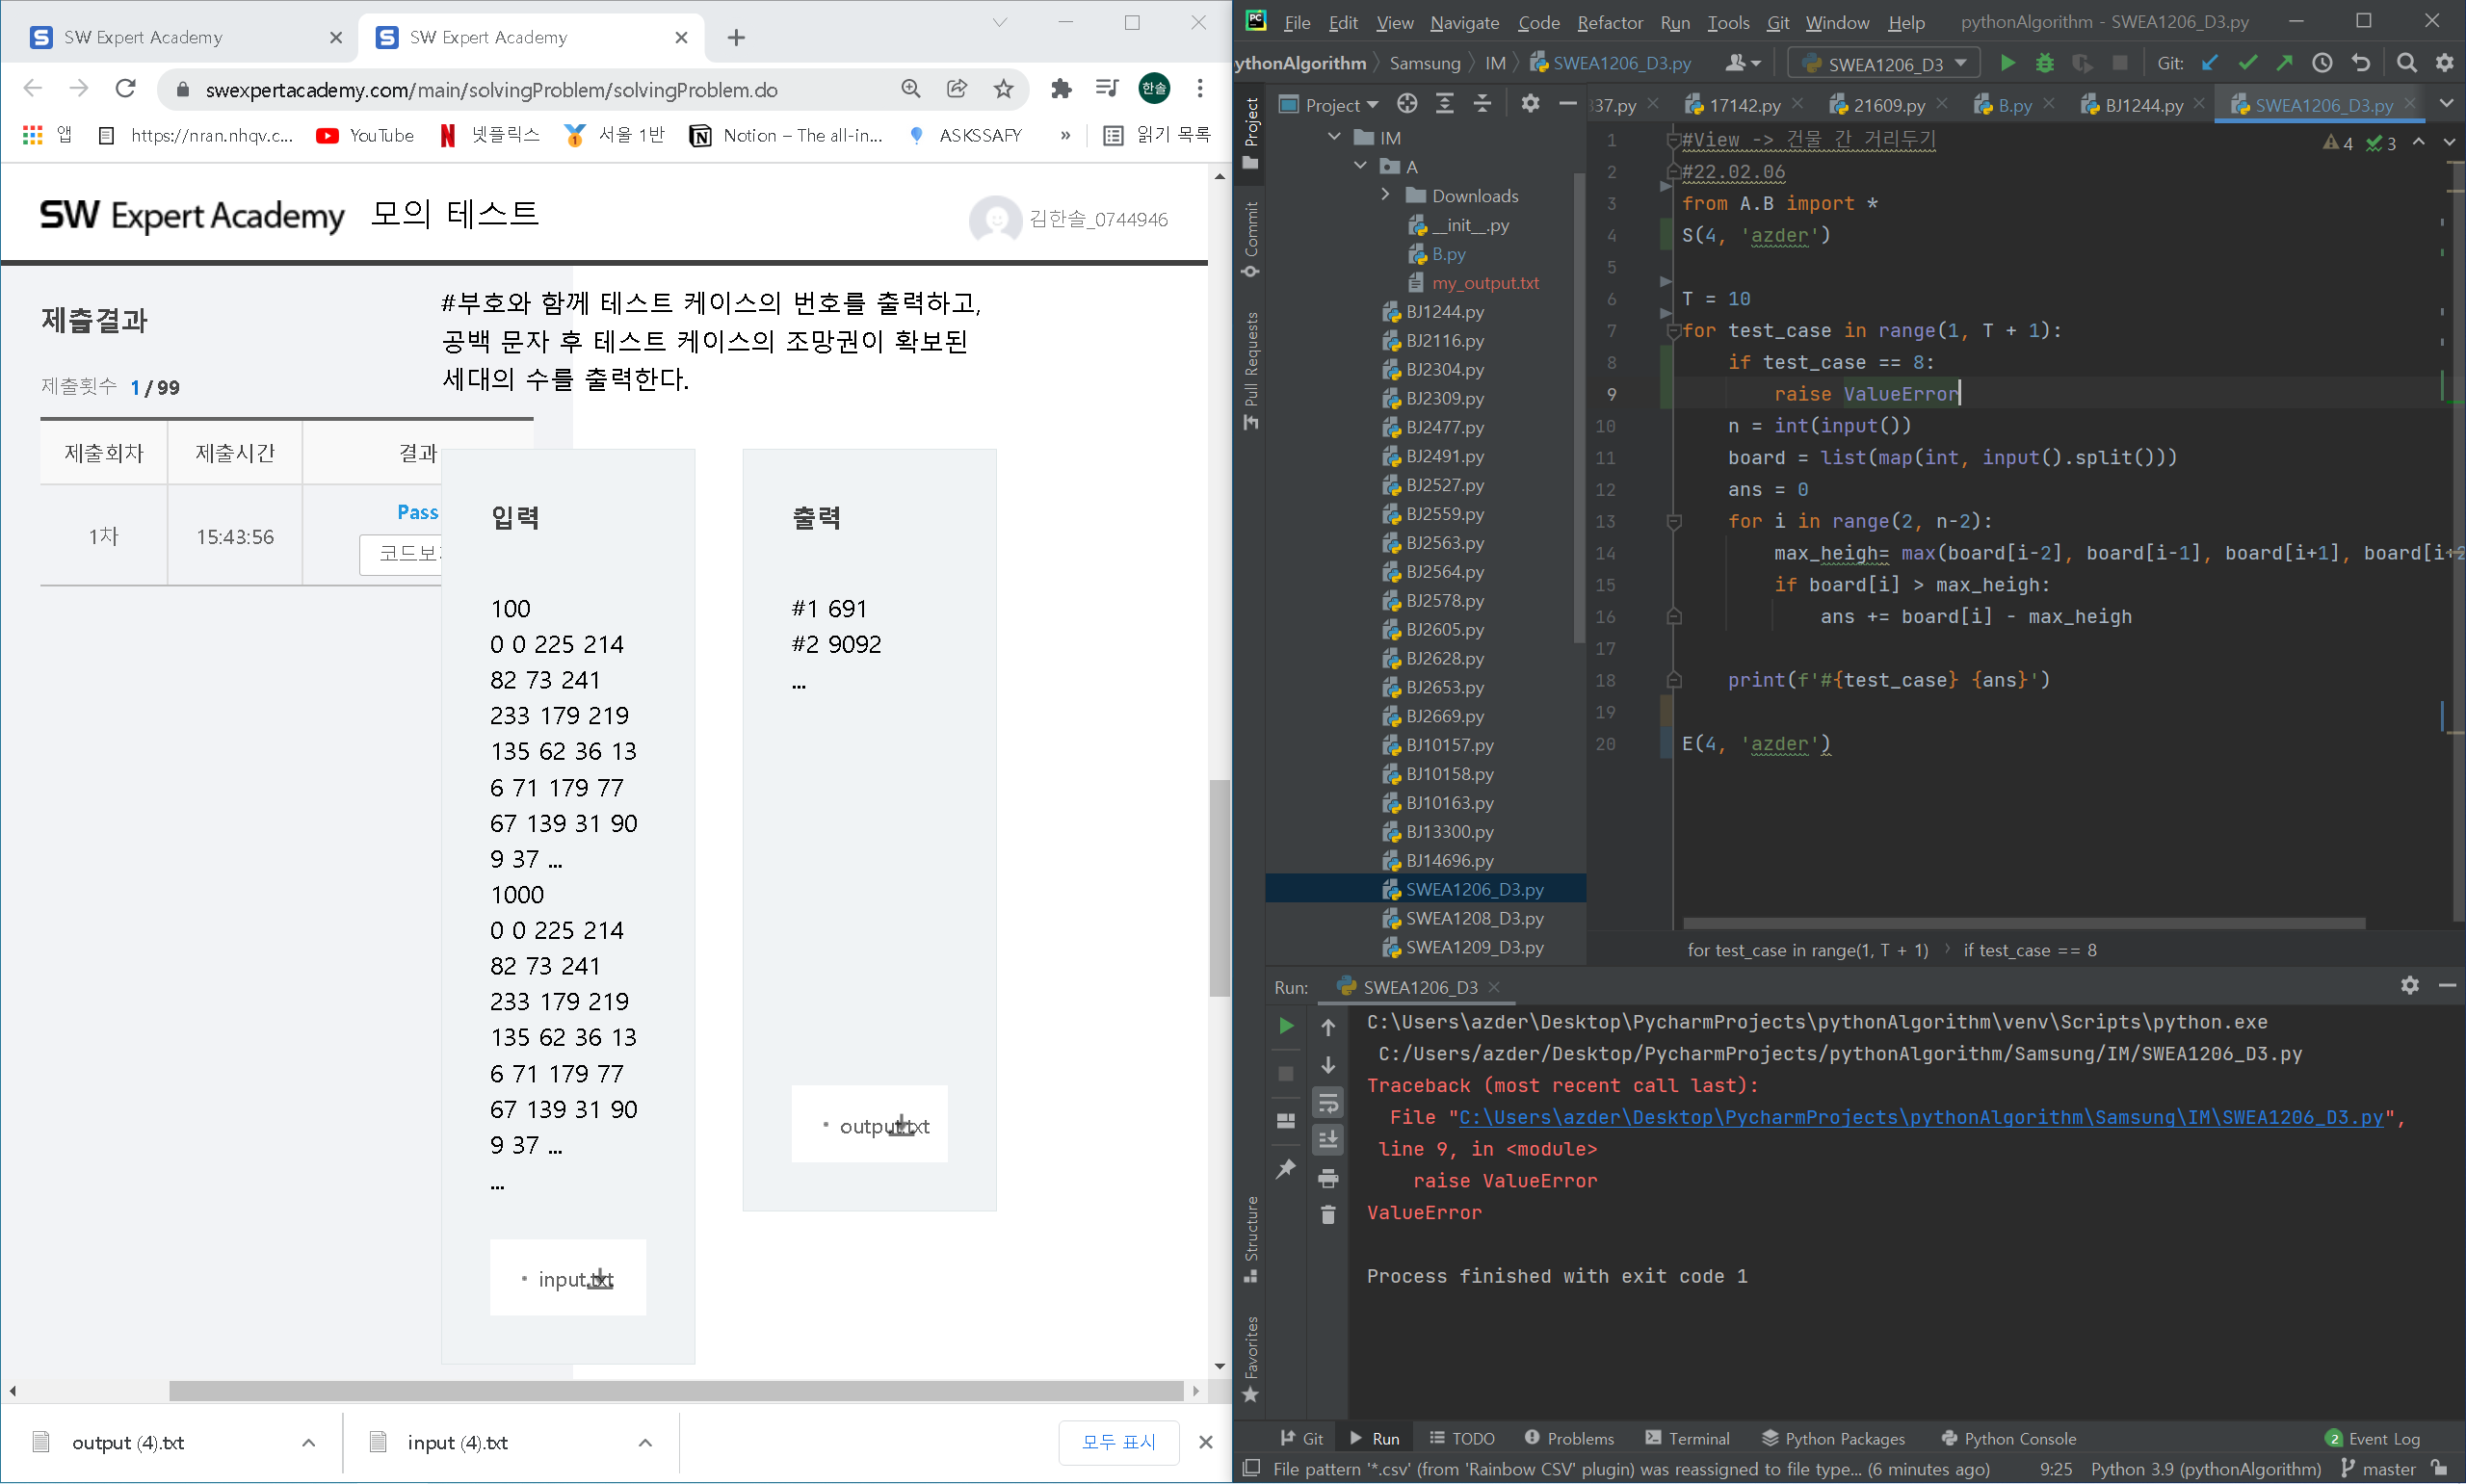 SW Expert Academy
SW Expert Academy
swexpertacademy.com/main/solvingProblem/solvingProblem.do
한솔
앱
https://nran.nhqv.c...
YouTube
넷플릭스
서울 1반
Notion – The all-in...
ASKSSAFY
»
읽기 목록
SW Expert Academy 모의 테스트
김한솔_0744946
제출결과
제출횟수 1 / 99
제출회차 제출시간 결과
1차 15:43:56 Pass
코드보기
#부호와 함께 테스트 케이스의 번호를 출력하고,
공백 문자 후 테스트 케이스의 조망권이 확보된
세대의 수를 출력한다.
입력
100
0 0 225 214
82 73 241
233 179 219
135 62 36 13
6 71 179 77
67 139 31 90
9 37 ...
1000
0 0 225 214
82 73 241
233 179 219
135 62 36 13
6 71 179 77
67 139 31 90
9 37 ...
...
input.txt
출력
#1 691
#2 9092
...
output.txt
output (4).txt
input (4).txt
모두 표시
File Edit View Navigate Code Refactor Run Tools Git Window Help pythonAlgorithm - SWEA1206_D3.py
ythonAlgorithm Samsung IM SWEA1206_D3.py
SWEA1206_D3
Git:
Project
337.py 17142.py 21609.py B.py BJ1244.py SWEA1206_D3.py
Project
Commit
Pull Requests
Structure
Favorites
IM
A
Downloads
__init__.py
B.py
my_output.txt
BJ1244.py
BJ2116.py
BJ2304.py
BJ2309.py
BJ2477.py
BJ2491.py
BJ2527.py
BJ2559.py
BJ2563.py
BJ2564.py
BJ2578.py
BJ2605.py
BJ2628.py
BJ2653.py
BJ2669.py
BJ10157.py
BJ10158.py
BJ10163.py
BJ13300.py
BJ14696.py
SWEA1206_D3.py
SWEA1208_D3.py
SWEA1209_D3.py
4 3
1 #View -> 건물 간 거리두기
2 #22.02.06
3 from A.B import *
4 S(4, 'azder')
5
6 T = 10
7 for test_case in range(1, T + 1):
8 if test_case == 8:
9 raise ValueError
10 n = int(input())
11 board = list(map(int, input().split()))
12 ans = 0
13 for i in range(2, n-2):
14 max_heigh= max(board[i-2], board[i-1], board[i+1], board[i+2
15 if board[i] > max_heigh:
16 ans += board[i] - max_heigh
17
18 print(f'#{test_case} {ans}')
19
20 E(4, 'azder')
for test_case in range(1, T + 1) if test_case == 8
Run: SWEA1206_D3
C:\Users\azder\Desktop\PycharmProjects\pythonAlgorithm\venv\Scripts\python.exe
C:/Users/azder/Desktop/PycharmProjects/pythonAlgorithm/Samsung/IM/SWEA1206_D3.py
Traceback (most recent call last):
File "C:\Users\azder\Desktop\PycharmProjects\pythonAlgorithm\Samsung\IM\SWEA1206_D3.py",
line 9, in <module>
raise ValueError
ValueError
Process finished with exit code 1
Git Run TODO Problems Terminal Python Packages Python Console 2 Event Log
File pattern '*.csv' (from 'Rainbow CSV' plugin) was reassigned to file type... (6 minutes ago) 9:25 Python 3.9 (pythonAlgorithm) master